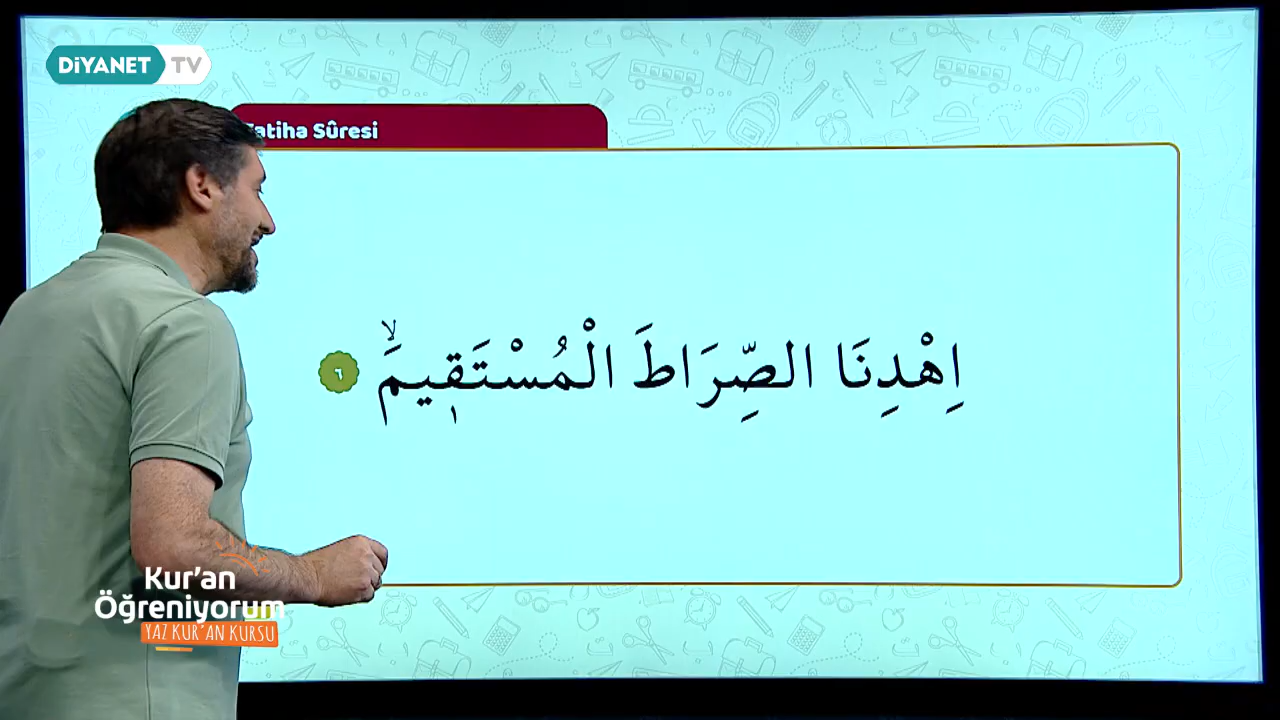 DİYANET TV
Fatiha Sûresi
اِهْدِنَا الصِّرَاطَ الْمُسْتَقٖيمَۙ ٦
Kur'an
Öğreniyorum
YAZ KUR'AN KURSU